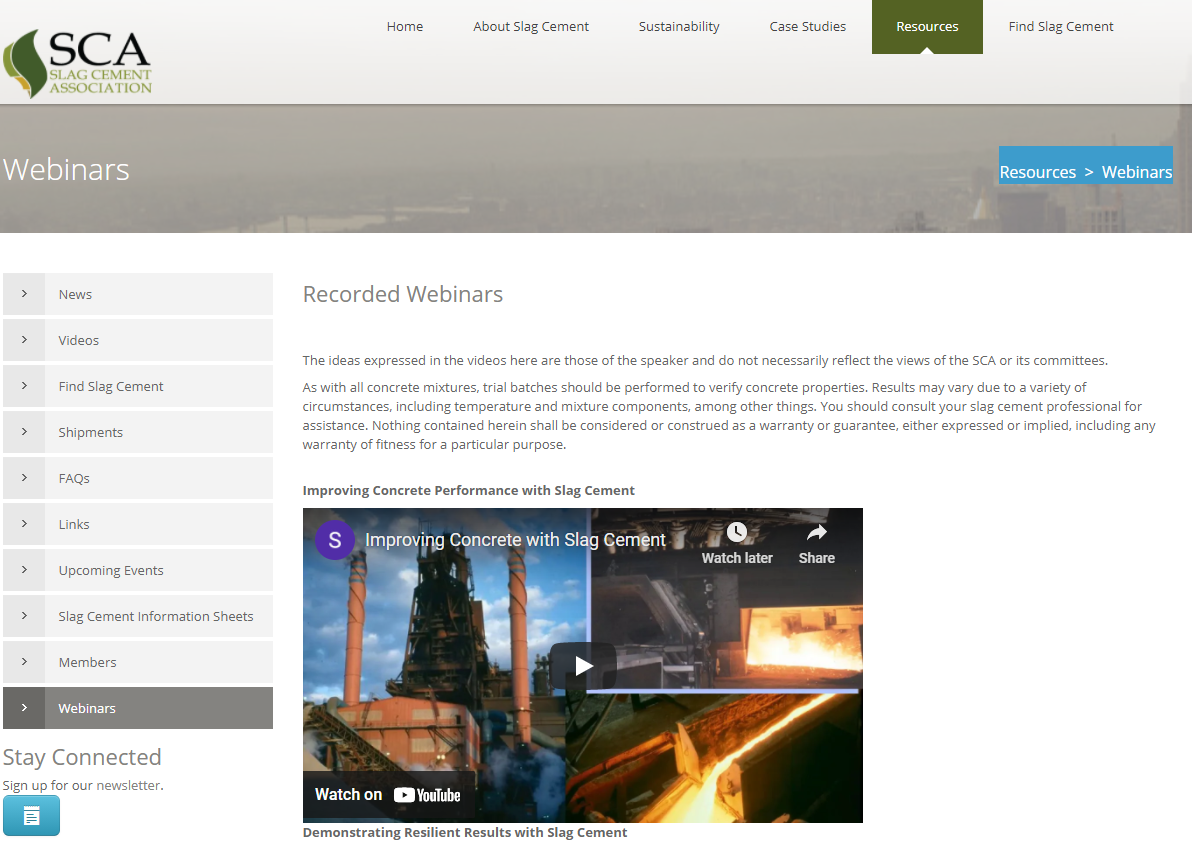 Home
About Slag Cement
Sustainability
Case Studies
Resources
Find Slag Cement
SCA
SLAG CEMENT
ASSOCIATION
Webinars
Resources > Webinars
News
Videos
Find Slag Cement
Shipments
FAQs
Links
Upcoming Events
Slag Cement Information Sheets
Members
Webinars
Stay Connected
Sign up for our newsletter.
Recorded Webinars
The ideas expressed in the videos here are those of the speaker and do not necessarily reflect the views of the SCA or its committees.
As with all concrete mixtures, trial batches should be performed to verify concrete properties. Results may vary due to a variety of
circumstances, including temperature and mixture components, among other things. You should consult your slag cement professional for
assistance. Nothing contained herein shall be considered or construed as a warranty or guarantee, either expressed or implied, including any
warranty of fitness for a particular purpose.
Improving Concrete Performance with Slag Cement
S
Improving Concrete with Slag Cement
Watch later
Share
Watch on YouTube
Demonstrating Resilient Results with Slag Cement